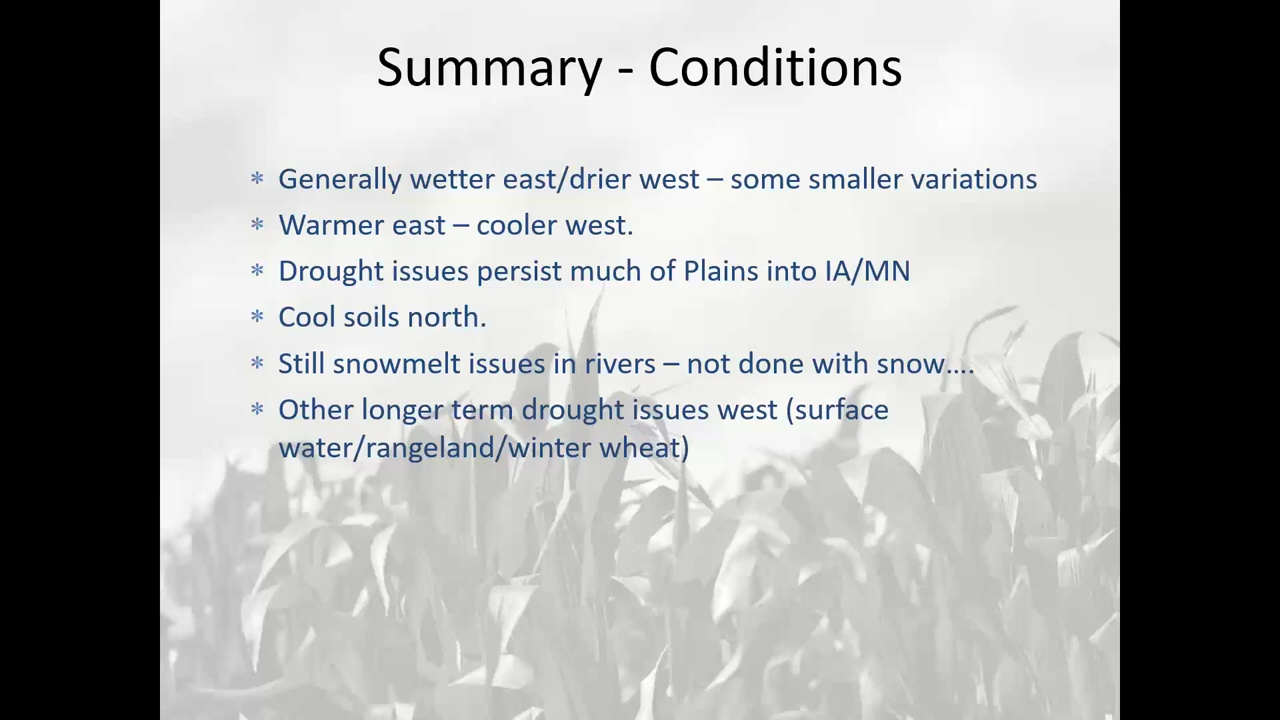 Summary - Conditions
* Generally wetter east/drier west – some smaller variations
* Warmer east – cooler west.
* Drought issues persist much of Plains into IA/MN
* Cool soils north.
* Still snowmelt issues in rivers – not done with snow….
* Other longer term drought issues west (surface
water/rangeland/winter wheat)